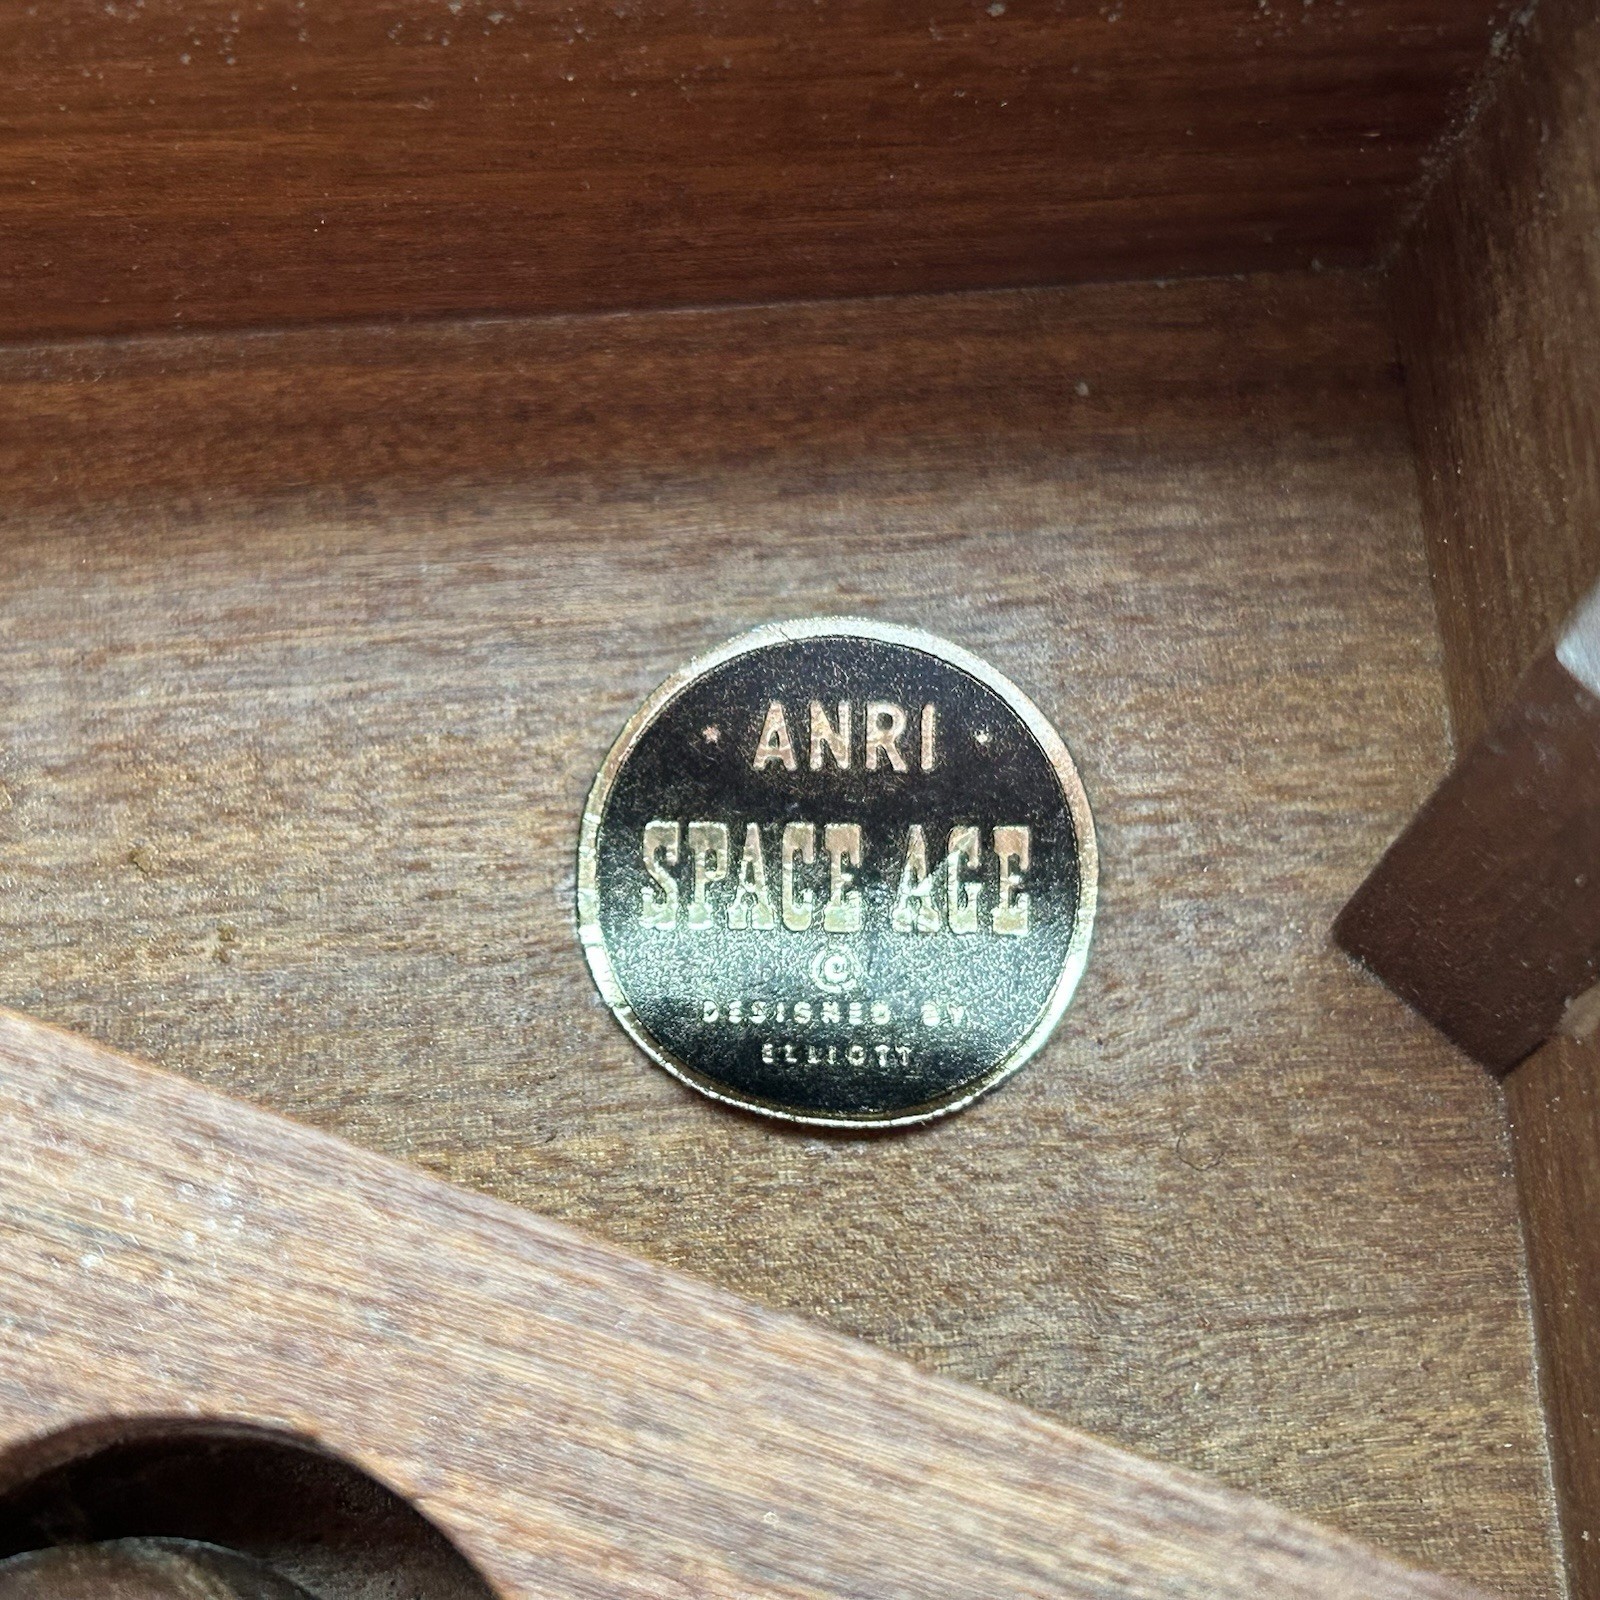 • ANRI •
SPACE AGE
©
DESIGNED BY
ELLIOTT